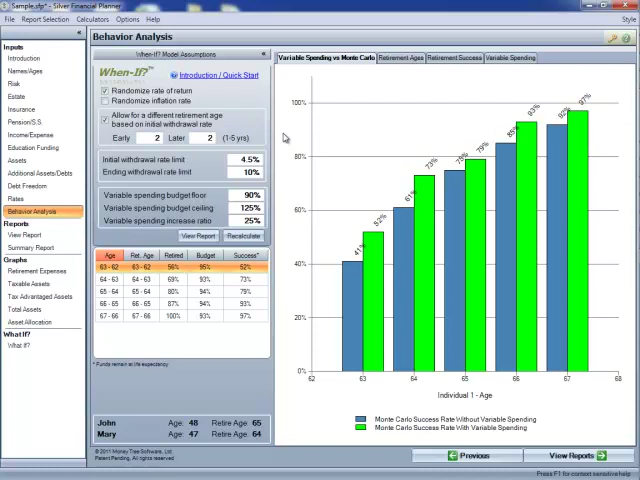 Sample.sfp* - Silver Financial Planner
File Report Selection Calculators Options Help Style
Inputs
Introduction
Names/Ages
Risk
Estate
Insurance
Pension/S.S.
Income/Expense
Education Funding
Assets
Additional Assets/Debts
Debt Freedom
Rates
Behavior Analysis
Reports
View Report
Summary Report
Graphs
Retirement Expenses
Taxable Assets
Tax Advantaged Assets
Total Assets
Asset Allocation
What If?
What If?
Behavior Analysis
When-If? Model Assumptions
When-If?™ Introduction / Quick Start
Randomize rate of return
Randomize inflation rate
Allow for a different retirement age
based on initial withdrawal rate
Early 2 Later 2 (1-5 yrs)
Initial withdrawal rate limit 4.5%
Ending withdrawal rate limit 10%
Variable spending budget floor 90%
Variable spending budget ceiling 125%
Variable spending increase ratio 25%
View Report Recalculate
Age Ret. Age Retired Budget Success*
63 - 62 63 - 62 56% 95% 52%
64 - 63 64 - 63 69% 93% 73%
65 - 64 65 - 64 80% 94% 79%
66 - 65 66 - 65 87% 94% 93%
67 - 66 67 - 66 100% 93% 97%
* Funds remain at life expectancy.
John Age: 48 Retire Age: 65
Mary Age: 47 Retire Age: 64
© 2011 Money Tree Software, Ltd.
Patent Pending, All rights reserved
Variable Spending vs Monte Carlo Retirement Ages Retirement Success Variable Spending
100%
80%
60%
40%
20%
0%
41% 52% 61% 73% 75% 79% 85% 93% 92% 97%
62 63 64 65 66 67 68
Individual 1 - Age
Monte Carlo Success Rate Without Variable Spending
Monte Carlo Success Rate With Variable Spending
Previous View Reports
Press F1 for context sensitive help